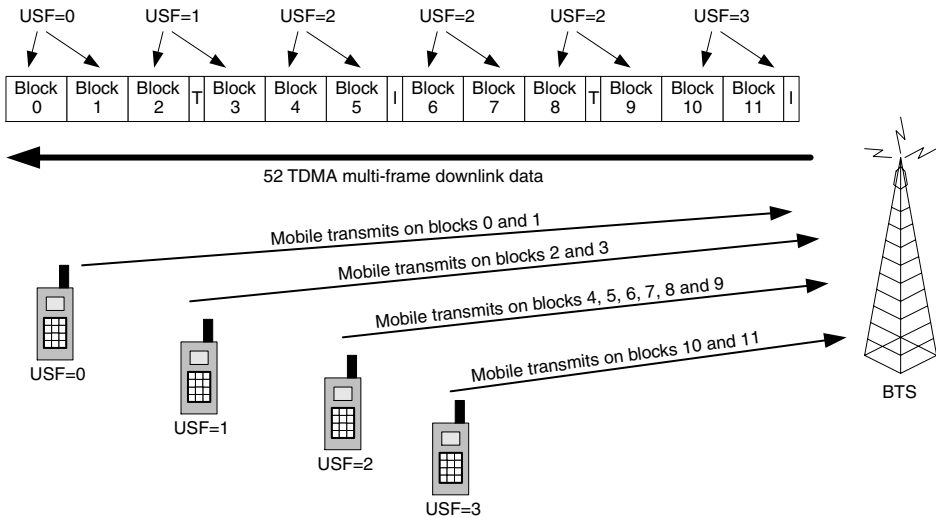 USF=0 USF=1 USF=2 USF=2 USF=2 USF=3
Block 0
Block 1
Block 2
T
Block 3
Block 4
Block 5
I
Block 6
Block 7
Block 8
T
Block 9
Block 10
Block 11
I
52 TDMA multi-frame downlink data
Mobile transmits on blocks 0 and 1
Mobile transmits on blocks 2 and 3
Mobile transmits on blocks 4, 5, 6, 7, 8 and 9
Mobile transmits on blocks 10 and 11
USF=0
USF=1
USF=2
USF=3
BTS